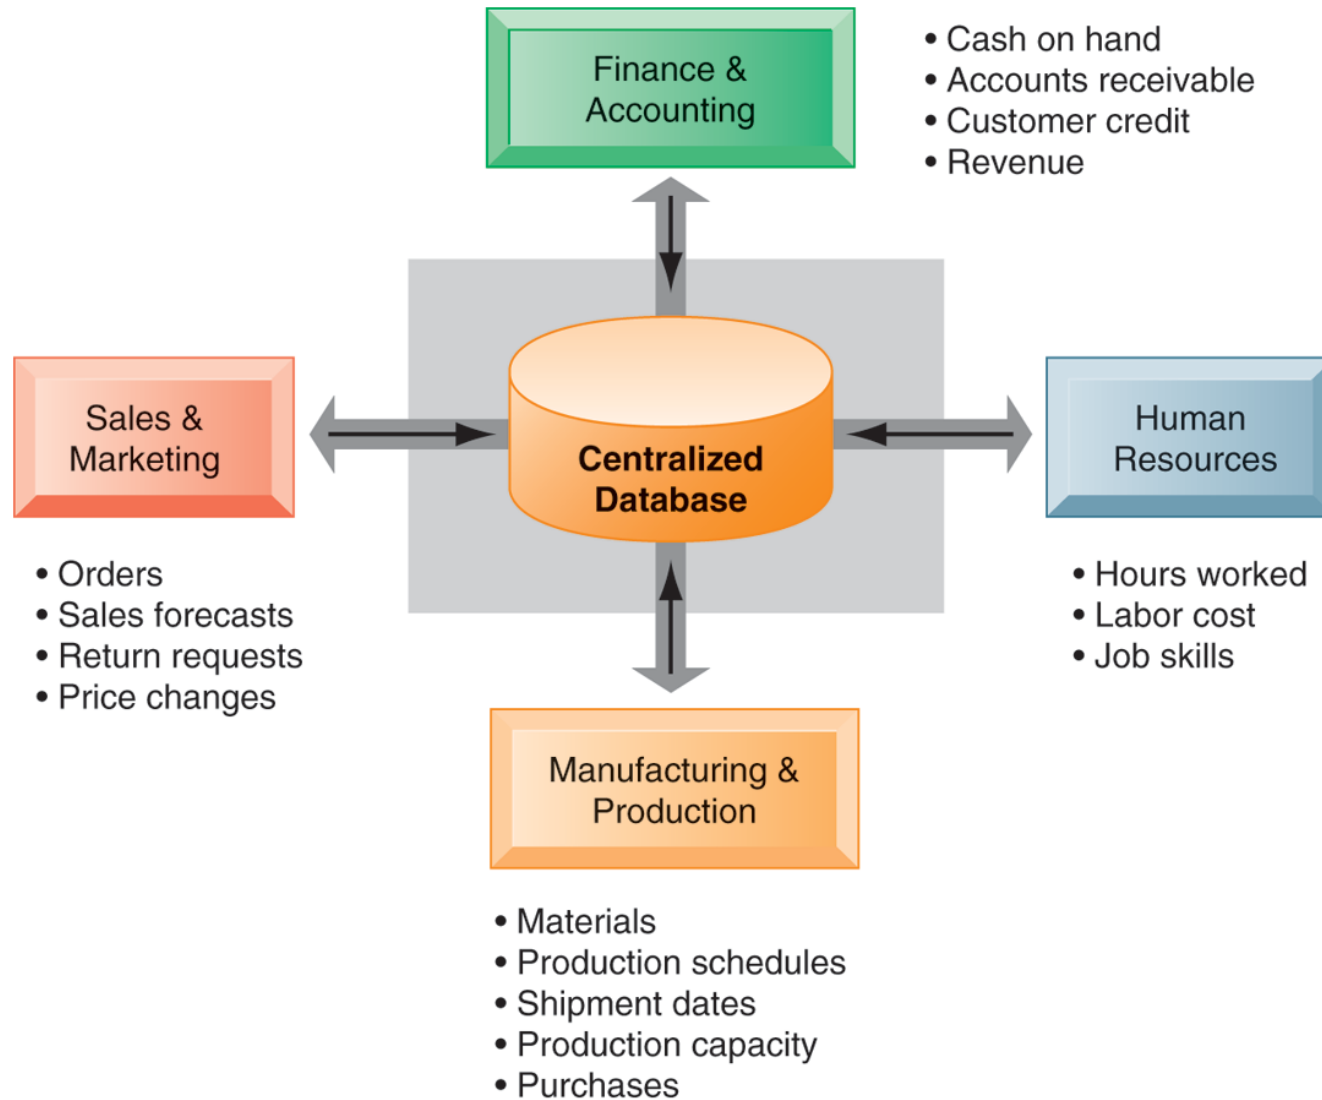 Finance &
Accounting
• Cash on hand
• Accounts receivable
• Customer credit
• Revenue
Sales &
Marketing
• Orders
• Sales forecasts
• Return requests
• Price changes
Centralized
Database
Human
Resources
• Hours worked
• Labor cost
• Job skills
Manufacturing &
Production
• Materials
• Production schedules
• Shipment dates
• Production capacity
• Purchases